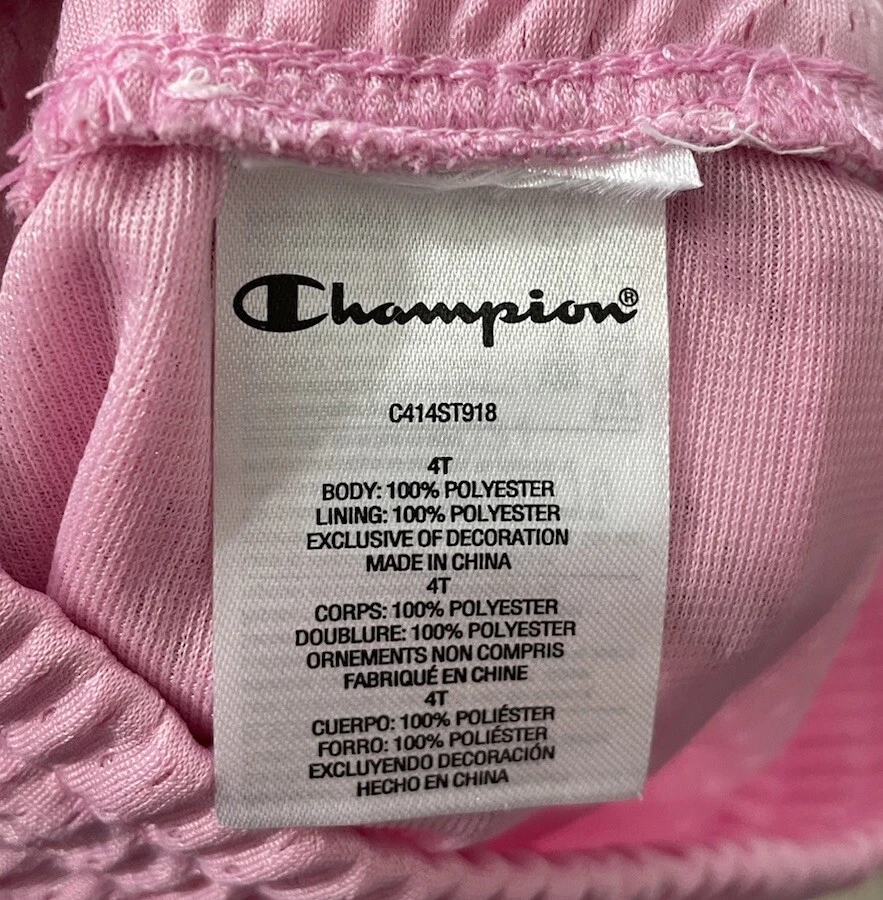 Champion®
C414ST918
4T
BODY: 100% POLYESTER
LINING: 100% POLYESTER
EXCLUSIVE OF DECORATION
MADE IN CHINA
4T
CORPS: 100% POLYESTER
DOUBLURE: 100% POLYESTER
ORNEMENTS NON COMPRIS
FABRIQUÉ EN CHINE
4T
CUERPO: 100% POLIÉSTER
FORRO: 100% POLIÉSTER
EXCLUYENDO DECORACIÓN
HECHO EN CHINA